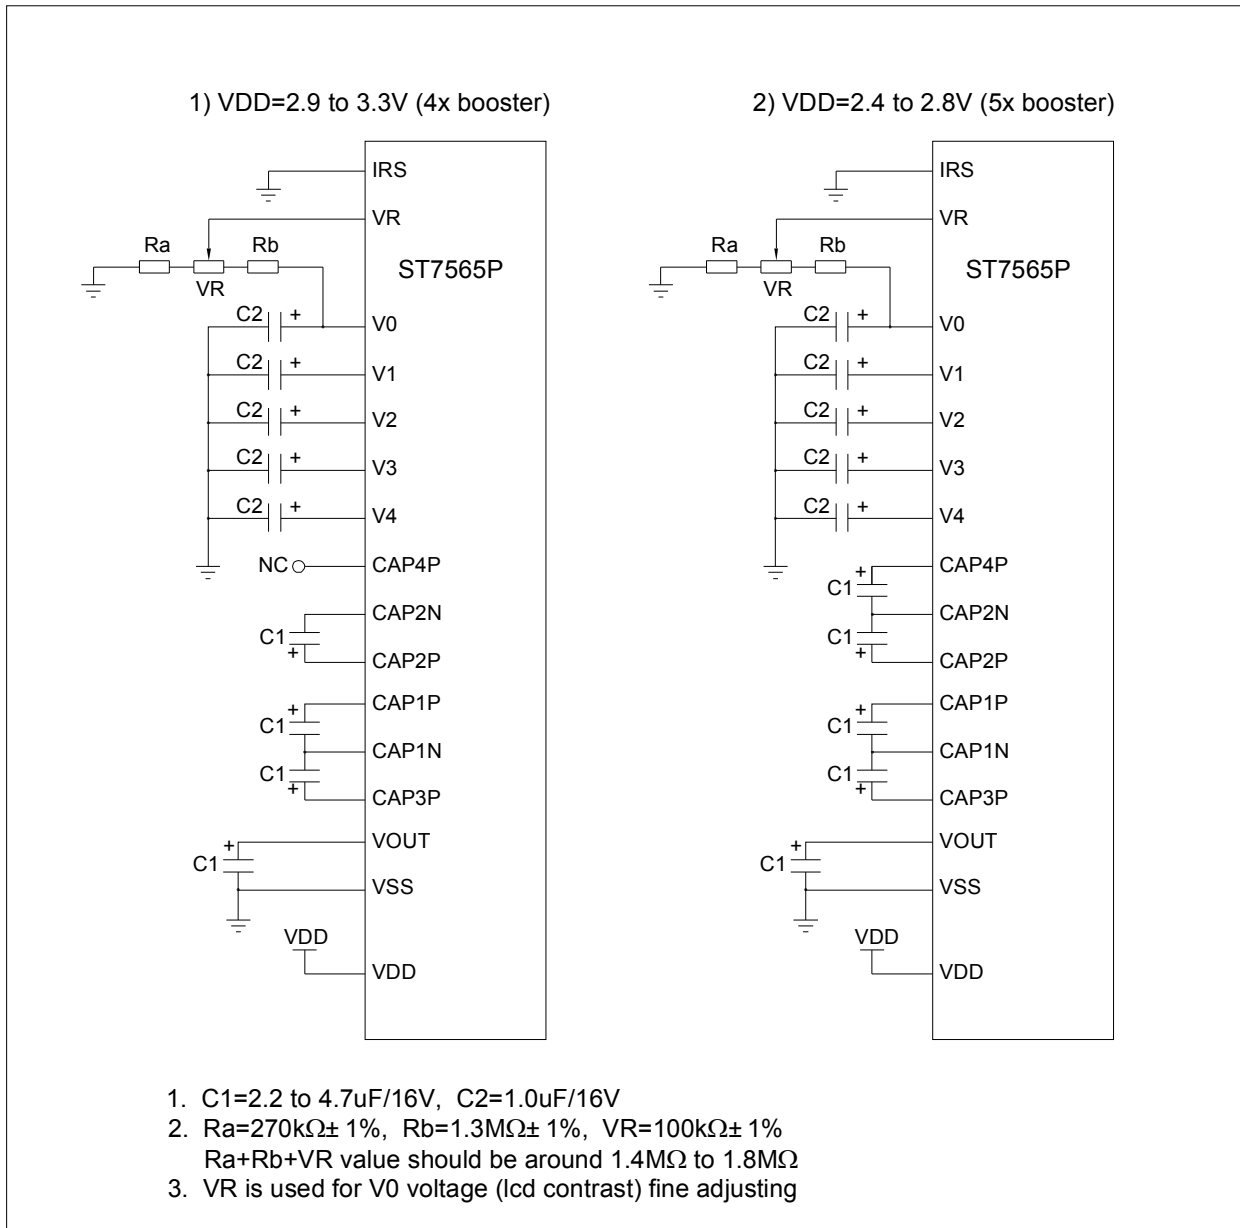 1) VDD=2.9 to 3.3V (4x booster)
IRS
VR
Ra
Rb
VR
ST7565P
C2
+
V0
C2
+
V1
C2
+
V2
C2
+
V3
C2
+
V4
NC
CAP4P
CAP2N
C1
+
CAP2P
CAP1P
+
C1
CAP1N
C1
+
CAP3P
VOUT
+
C1
VSS
VDD
VDD
2) VDD=2.4 to 2.8V (5x booster)
IRS
VR
Ra
Rb
VR
ST7565P
C2
+
V0
C2
+
V1
C2
+
V2
C2
+
V3
C2
+
V4
CAP4P
+
C1
CAP2N
C1
+
CAP2P
CAP1P
+
C1
CAP1N
C1
+
CAP3P
VOUT
+
C1
VSS
VDD
VDD
1. C1=2.2 to 4.7uF/16V, C2=1.0uF/16V
2. Ra=270kΩ± 1%, Rb=1.3MΩ± 1%, VR=100kΩ± 1%
Ra+Rb+VR value should be around 1.4MΩ to 1.8MΩ
3. VR is used for V0 voltage (lcd contrast) fine adjusting